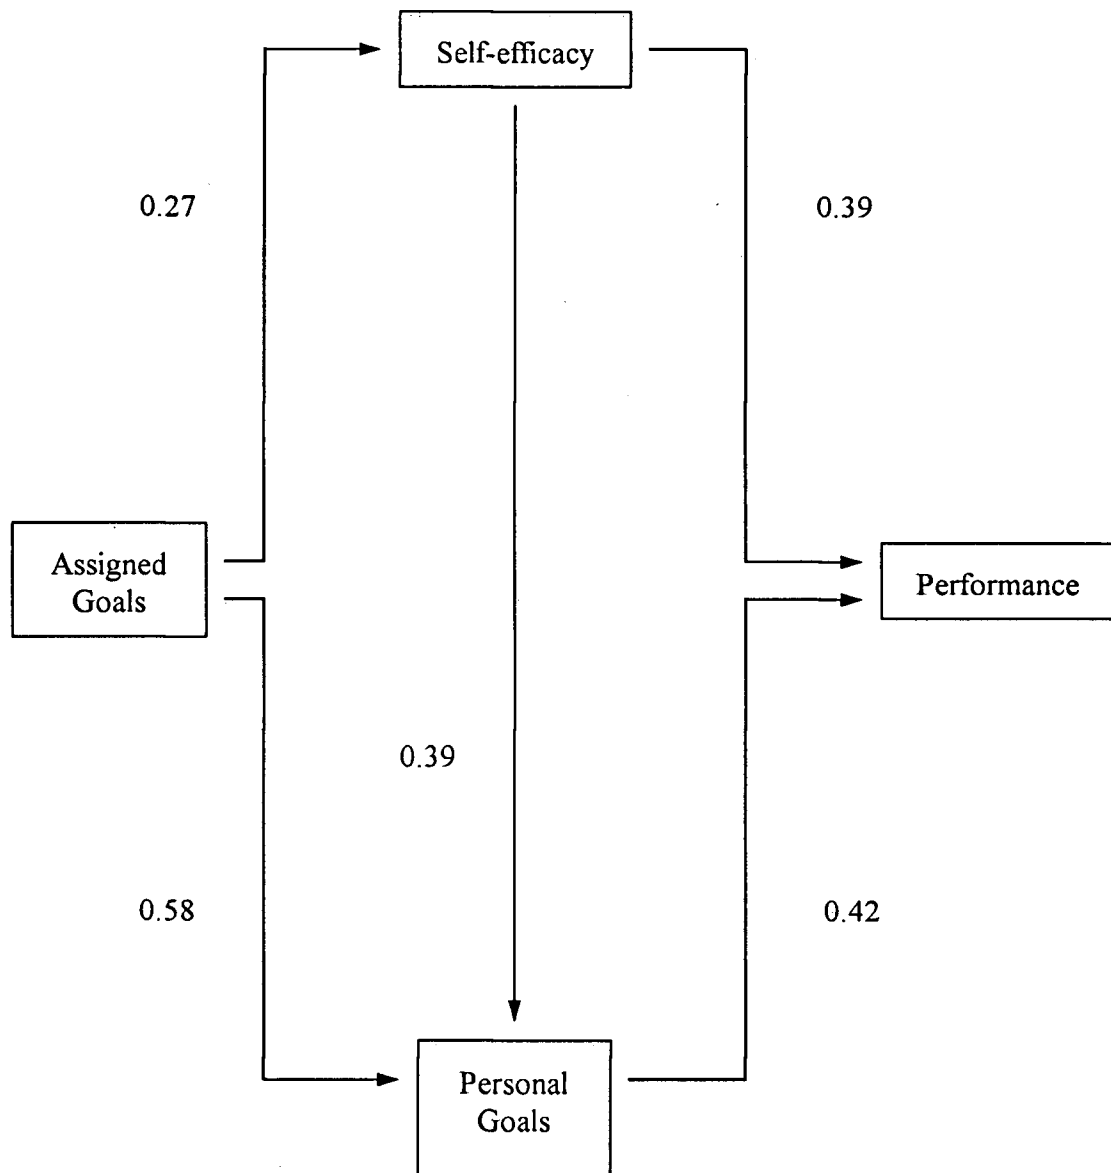 Self-efficacy
0.27
0.39
Assigned
Goals
Performance
0.39
0.58
0.42
Personal
Goals